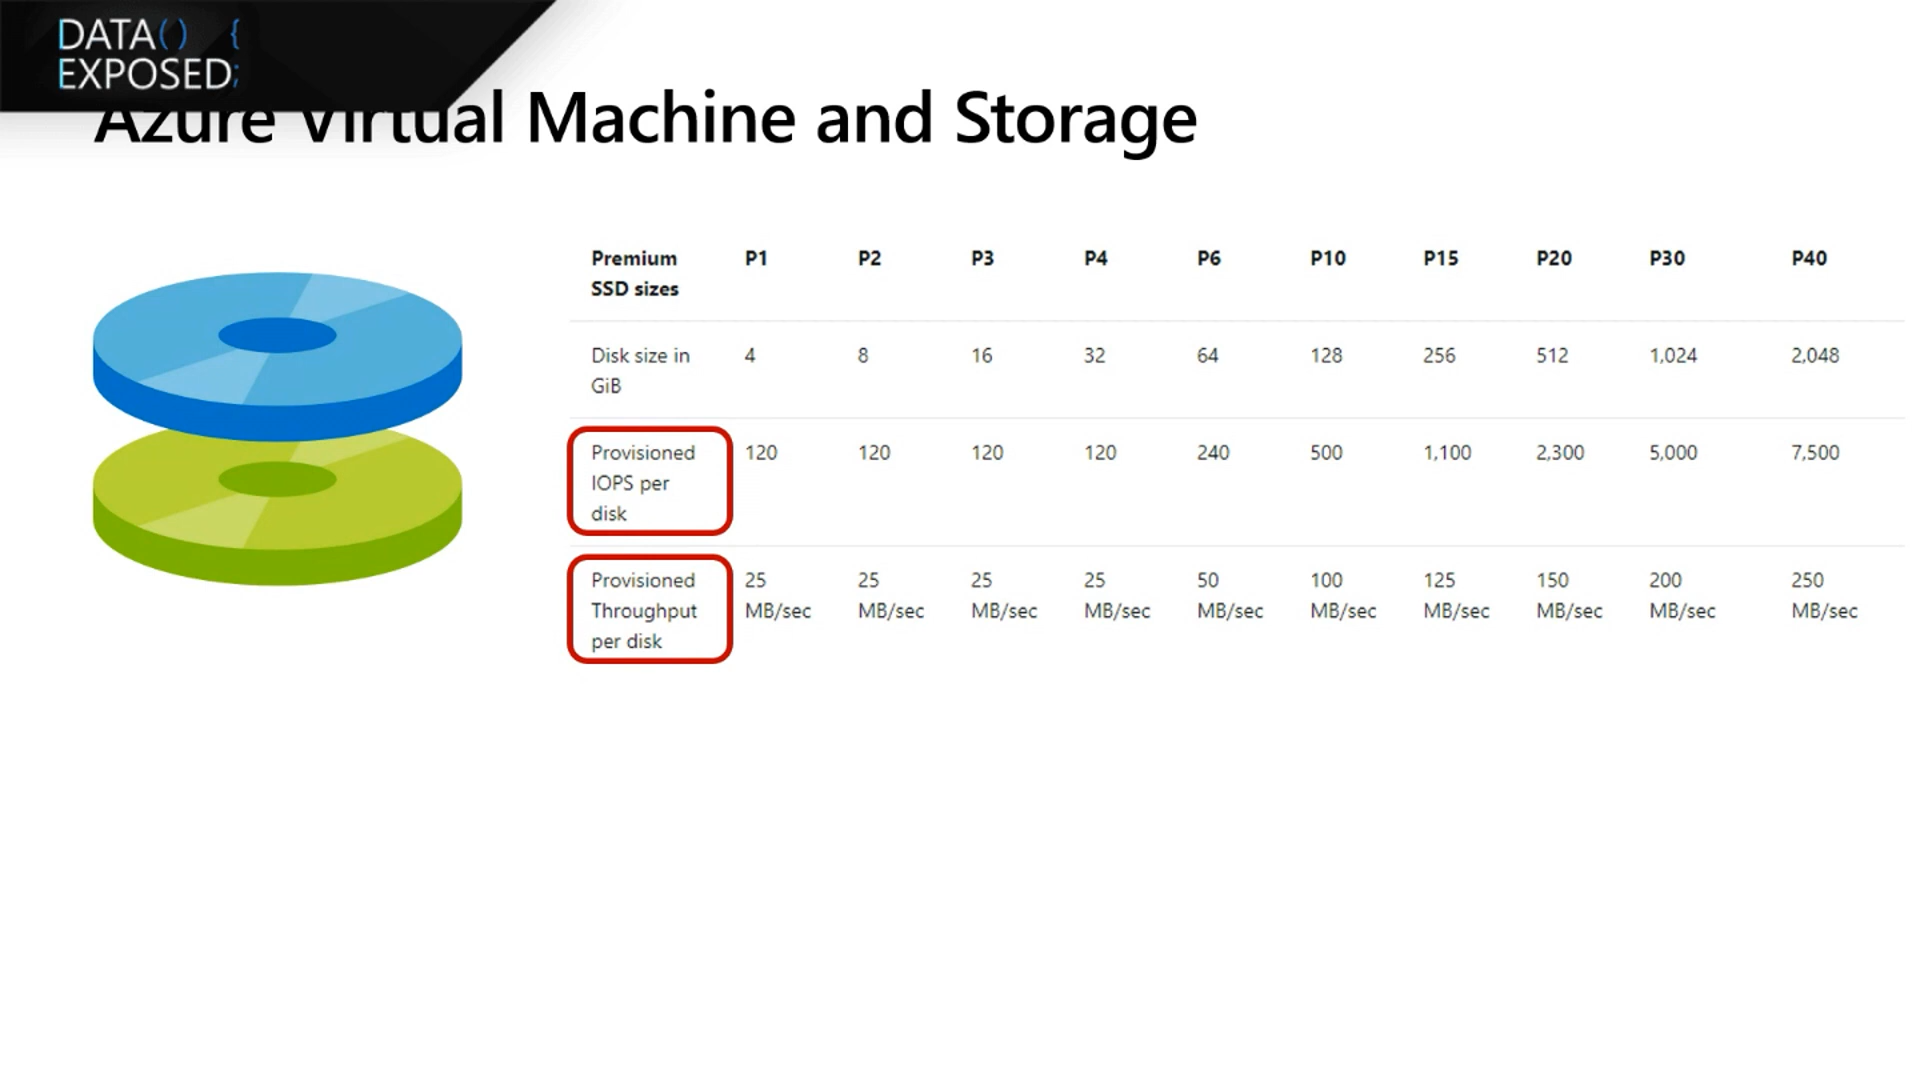 DATA() {
EXPOSED;
Azure Virtual Machine and Storage
Premium SSD sizes P1 P2 P3 P4 P6 P10 P15 P20 P30 P40
Disk size in GiB 4 8 16 32 64 128 256 512 1,024 2,048
Provisioned IOPS per disk 120 120 120 120 240 500 1,100 2,300 5,000 7,500
Provisioned Throughput per disk 25 MB/sec 25 MB/sec 25 MB/sec 25 MB/sec 50 MB/sec 100 MB/sec 125 MB/sec 150 MB/sec 200 MB/sec 250 MB/sec